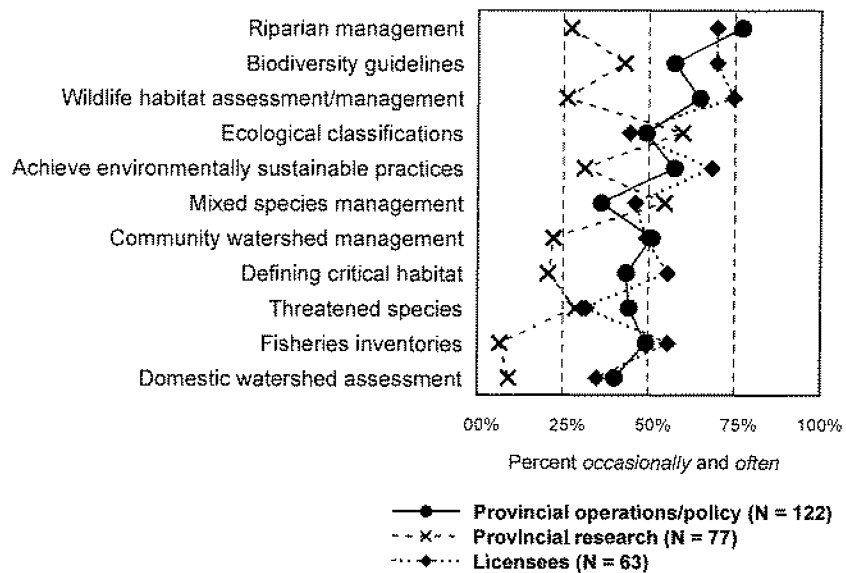 Riparian management
Biodiversity guidelines
Wildlife habitat assessment/management
Ecological classifications
Achieve environmentally sustainable practices
Mixed species management
Community watershed management
Defining critical habitat
Threatened species
Fisheries inventories
Domestic watershed assessment
00% 25% 50% 75% 100%
Percent occasionally and often
Provincial operations/policy (N = 122)
Provincial research (N = 77)
Licensees (N = 63)